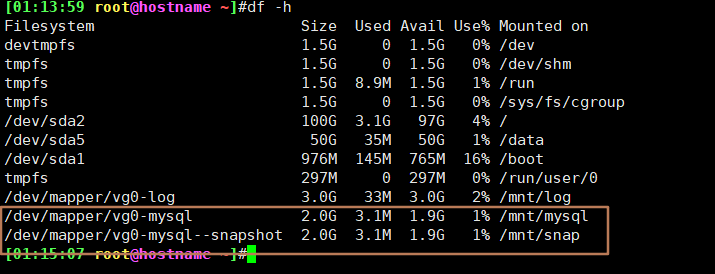 [01:13:59 root@hostname ~]#df -h
Filesystem Size Used Avail Use% Mounted on
devtmpfs 1.5G 0 1.5G 0% /dev
tmpfs 1.5G 0 1.5G 0% /dev/shm
tmpfs 1.5G 8.9M 1.5G 1% /run
tmpfs 1.5G 0 1.5G 0% /sys/fs/cgroup
/dev/sda2 100G 3.1G 97G 4% /
/dev/sda5 50G 35M 50G 1% /data
/dev/sda1 976M 145M 765M 16% /boot
tmpfs 297M 0 297M 0% /run/user/0
/dev/mapper/vg0-log 3.0G 33M 3.0G 2% /mnt/log
/dev/mapper/vg0-mysql 2.0G 3.1M 1.9G 1% /mnt/mysql
/dev/mapper/vg0-mysql--snapshot 2.0G 3.1M 1.9G 1% /mnt/snap
[01:15:07 root@hostname ~]#